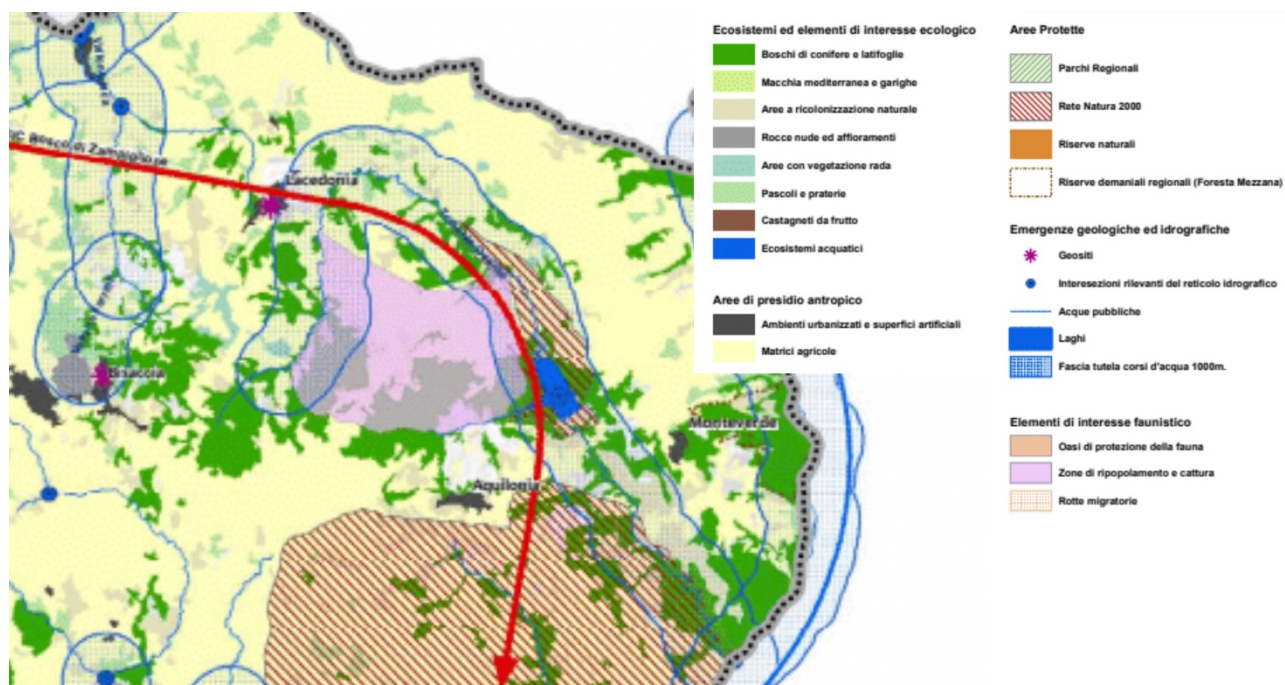 Ecosistemi ed elementi di interesse ecologico
Boschi di conifere e latifoglie
Macchia mediterranea e garighe
Aree a ricolonizzazione naturale
Rocce nude ed affioramenti
Aree con vegetazione rada
Pascoli e praterie
Castagneti da frutto
Ecosistemi acquatici
Aree di presidio antropico
Ambienti urbanizzati e superfici artificiali
Matrici agricole
Aree Protette
Parchi Regionali
Rete Natura 2000
Riserve naturali
Riserve demaniali regionali (Foresta Mezzana)
Emergenze geologiche ed idrografiche
Geositi
Intersezioni rilevanti del reticolo idrografico
Acque pubbliche
Laghi
Fascia tutela corsi d'acqua 1000m.
Elementi di interesse faunistico
Oasi di protezione della fauna
Zone di ripopolamento e cattura
Rotte migratorie
Bosco di Zampaglione
Lacedonia
Bisaccia
Monteverde
Aquilonia